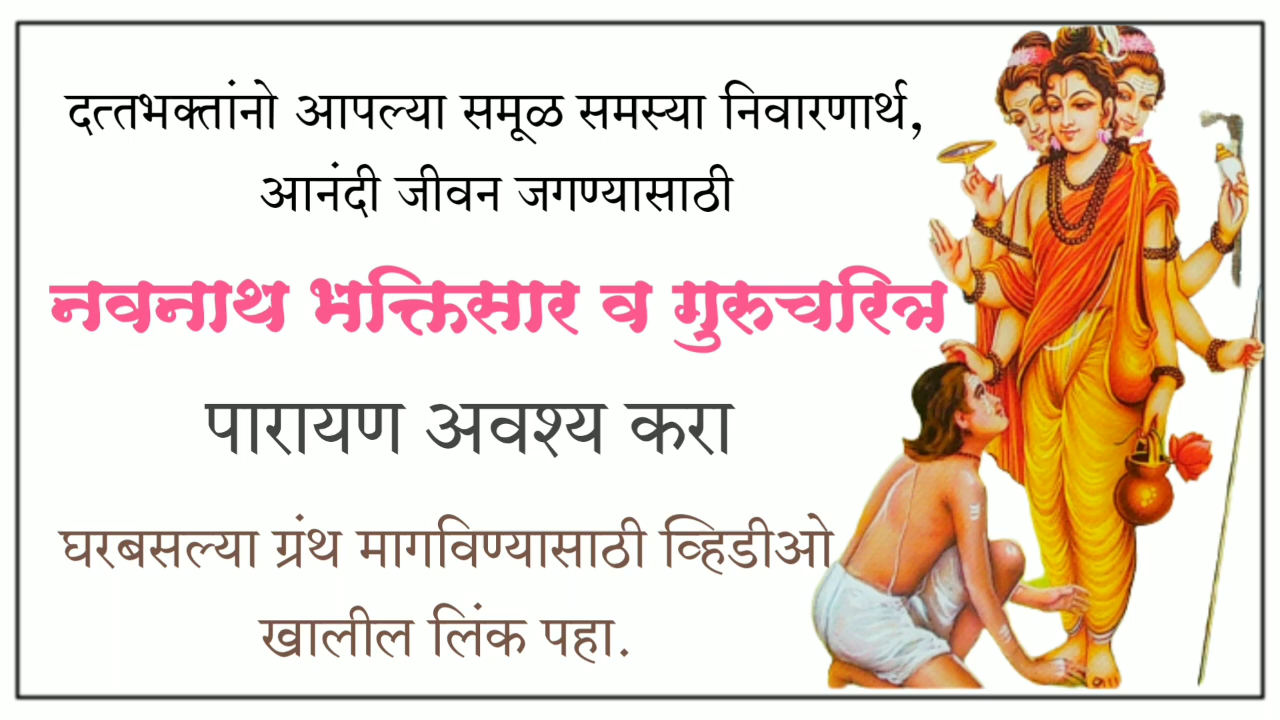 दत्तभक्तांनो आपल्या समूळ समस्या निवारणार्थ,
आनंदी जीवन जगण्यासाठी
नवनाथ भक्तिसार व गुरुचरित्र
पारायण अवश्य करा
घरबसल्या ग्रंथ मागविण्यासाठी व्हिडीओ
खालील लिंक पहा.